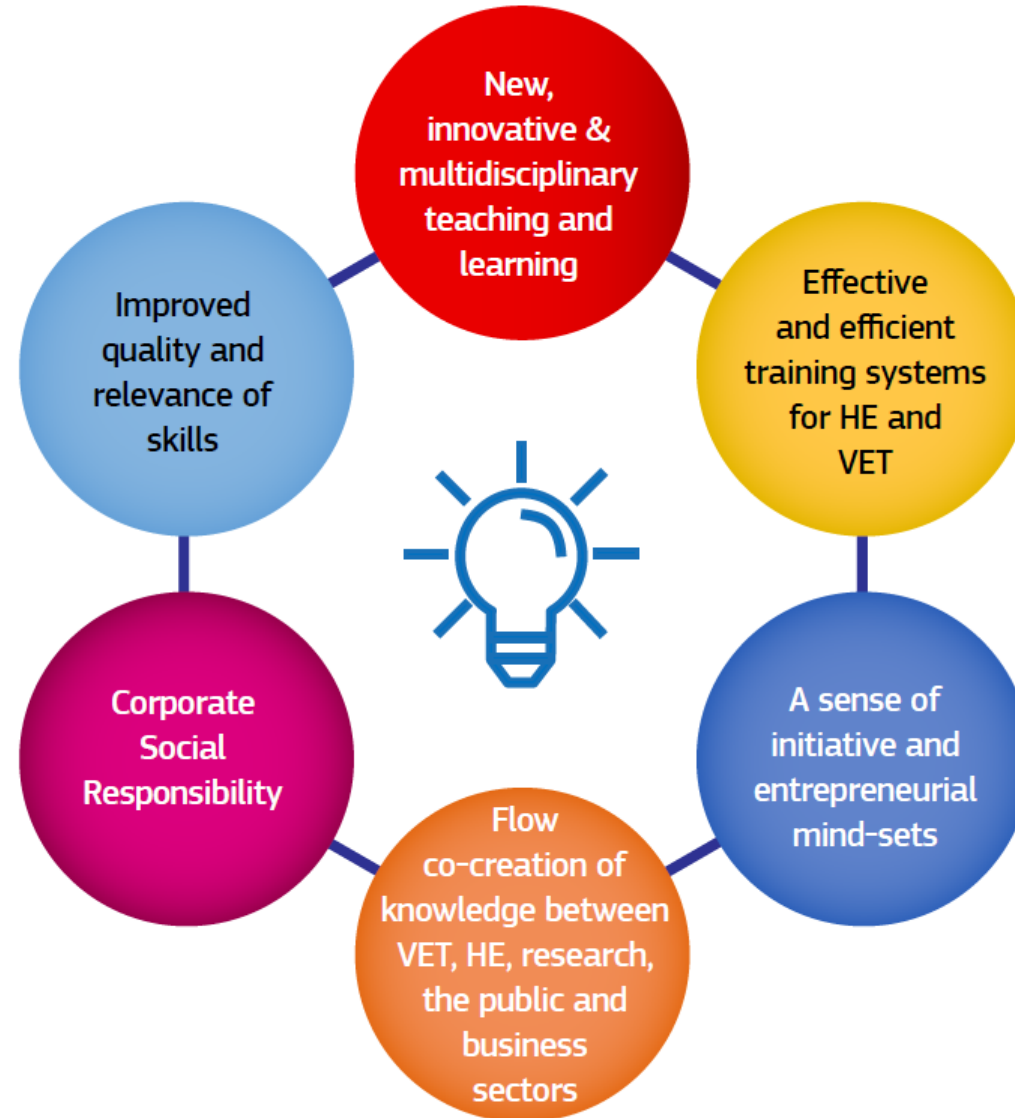 New,
innovative &
multidisciplinary
teaching and
learning
Effective
and efficient
training systems
for HE and
VET
A sense of
initiative and
entrepreneurial
mind-sets
Flow
co-creation of
knowledge between
VET, HE, research,
the public and
business
sectors
Corporate
Social
Responsibility
Improved
quality and
relevance of
skills